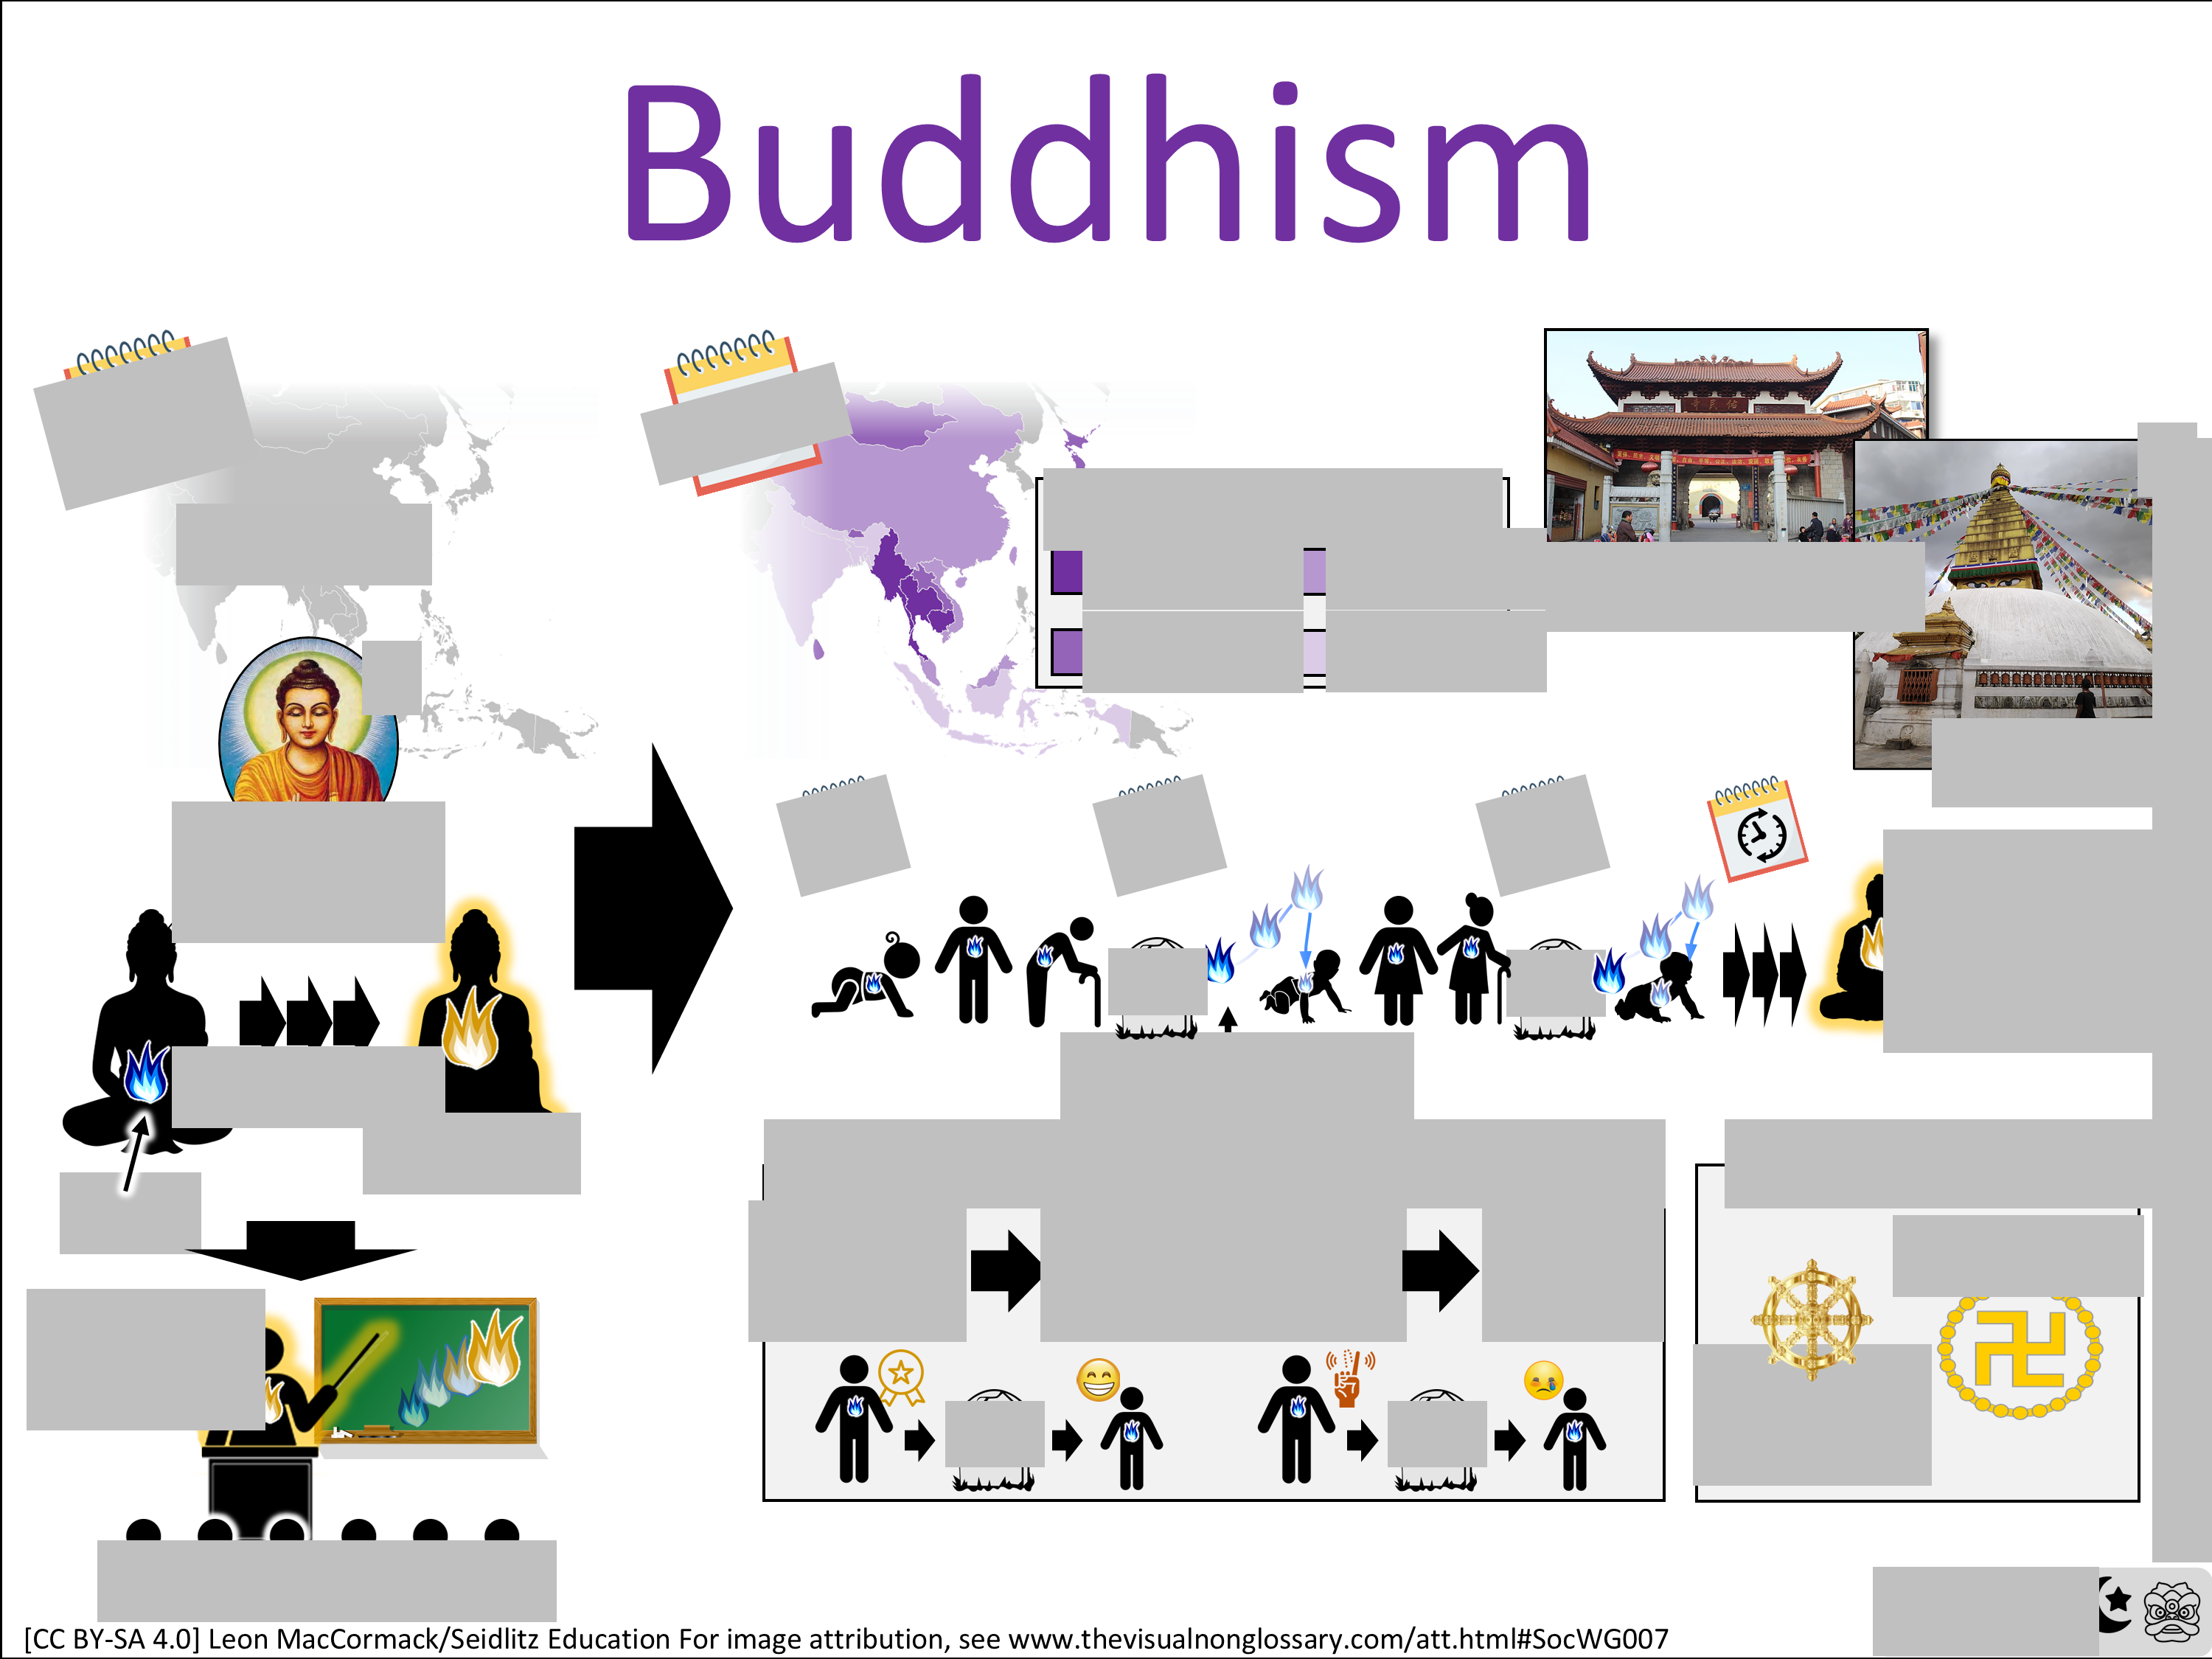 Buddhism
[CC BY-SA 4.0] Leon MacCormack/Seidlitz Education For image attribution, see www.thevisualnonglossary.com/att.html#SocWG007